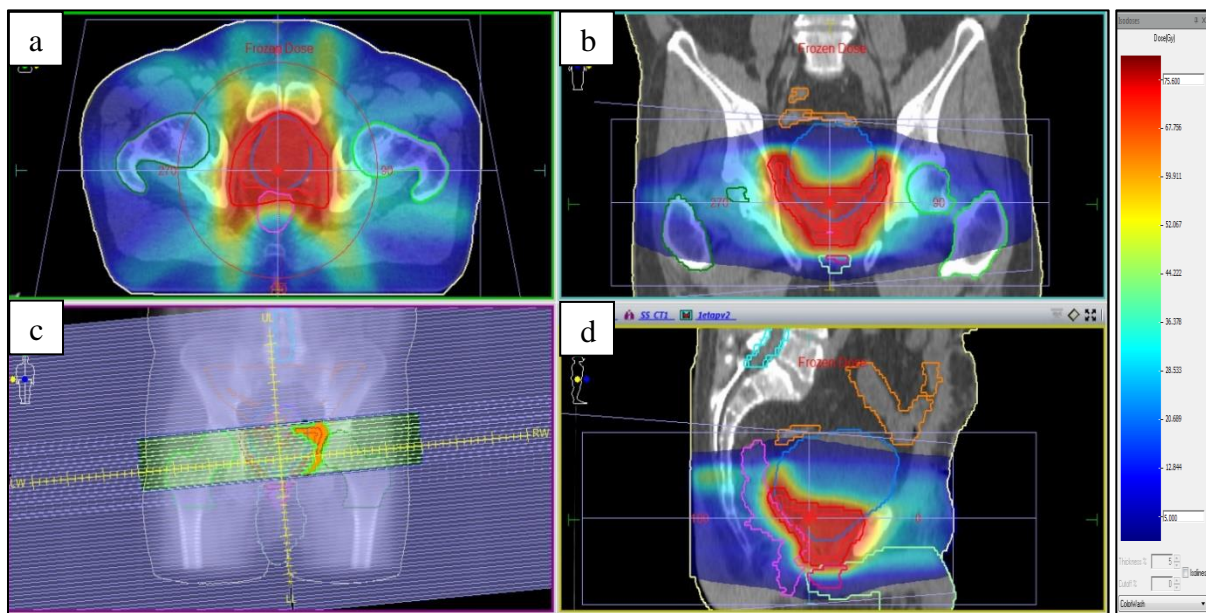 a
Frozen Dose
270
90
b
Frozen Dose
270
90
c
UL
RW
LW
LL
SS_CT1 1etapv2
d
Frozen Dose
0
Isodoses
Dose(Gy)
75.600
67.756
59.911
52.067
44.222
36.378
28.533
20.689
12.844
5.000
Thickness % 5
Isolines
Cutoff % 0
ColorWash